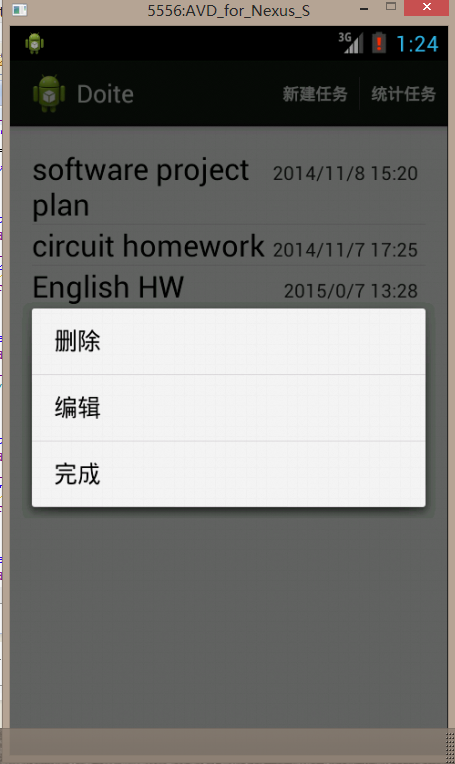 5556:AVD_for_Nexus_S
3G 1:24
Doite 新建任务 统计任务
software project 2014/11/8 15:20
plan
circuit homework 2014/11/7 17:25
English HW 2015/0/7 13:28
删除
编辑
完成